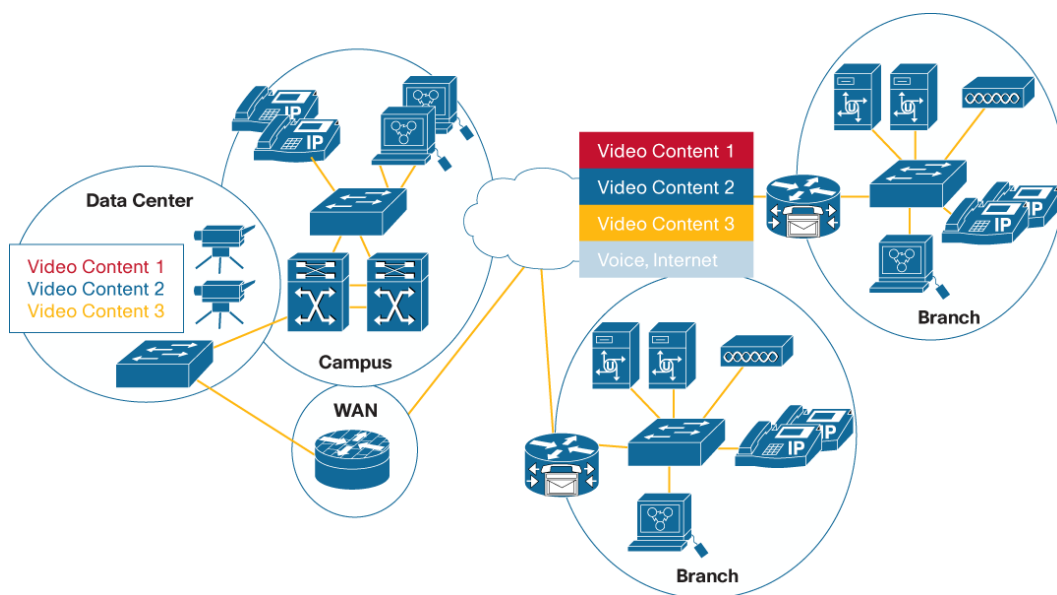 Data Center
Video Content 1
Video Content 2
Video Content 3
IP
IP
Campus
WAN
Video Content 1
Video Content 2
Video Content 3
Voice, Internet
IP
IP
Branch
IP
IP
Branch